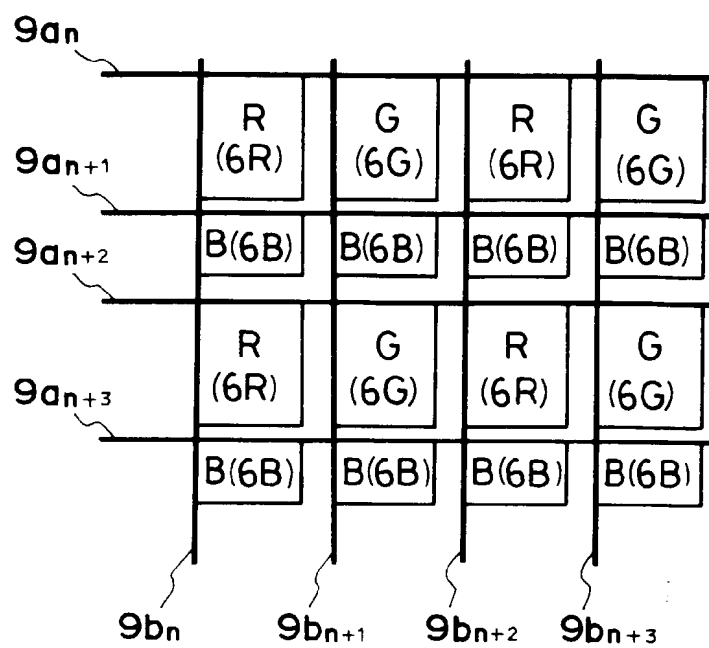 9an
R G R G
(6R) (6G) (6R) (6G)
9an+1
B(6B) B(6B) B(6B) B(6B)
9an+2
R G R G
(6R) (6G) (6R) (6G)
9an+3
B(6B) B(6B) B(6B) B(6B)
9bn 9bn+1 9bn+2 9bn+3